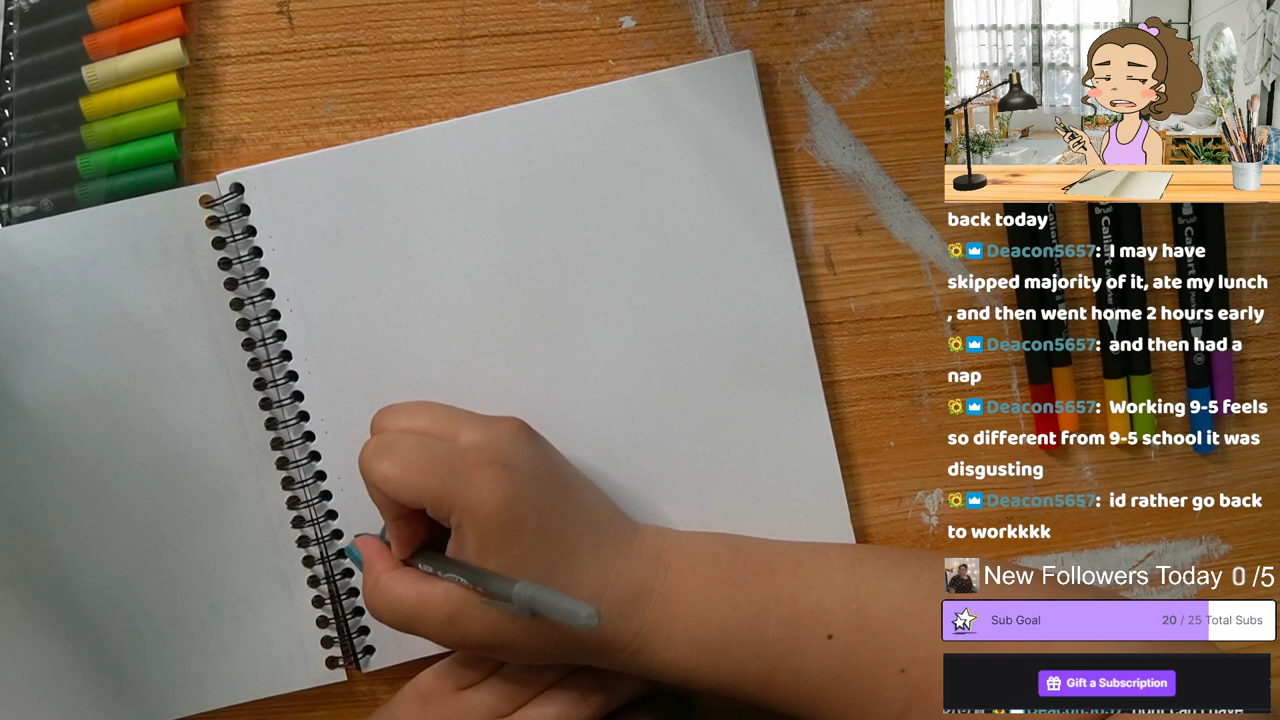 back today
Deacon5657: I may have
skipped majority of it, ate my lunch
, and then went home 2 hours early
Deacon5657: and then had a
nap
Deacon5657: Working 9-5 feels
so different from 9-5 school it was
disgusting
Deacon5657: id rather go back
to workkkk
New Followers Today 0 /5
Sub Goal 20 / 25 Total Subs
Gift a Subscription